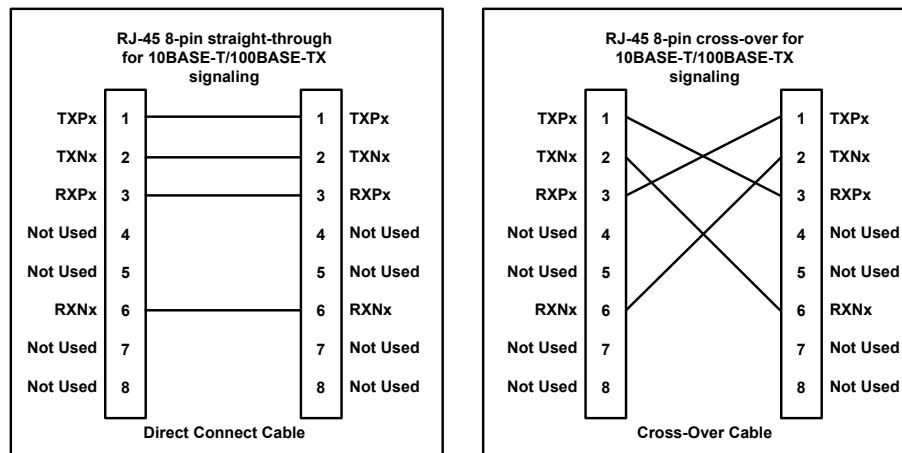 RJ-45 8-pin straight-through
for 10BASE-T/100BASE-TX
signaling
TXPx 1 1 TXPx
TXNx 2 2 TXNx
RXPx 3 3 RXPx
Not Used 4 4 Not Used
Not Used 5 5 Not Used
RXNx 6 6 RXNx
Not Used 7 7 Not Used
Not Used 8 8 Not Used
Direct Connect Cable
RJ-45 8-pin cross-over for
10BASE-T/100BASE-TX
signaling
TXPx 1 1 TXPx
TXNx 2 2 TXNx
RXPx 3 3 RXPx
Not Used 4 4 Not Used
Not Used 5 5 Not Used
RXNx 6 6 RXNx
Not Used 7 7 Not Used
Not Used 8 8 Not Used
Cross-Over Cable